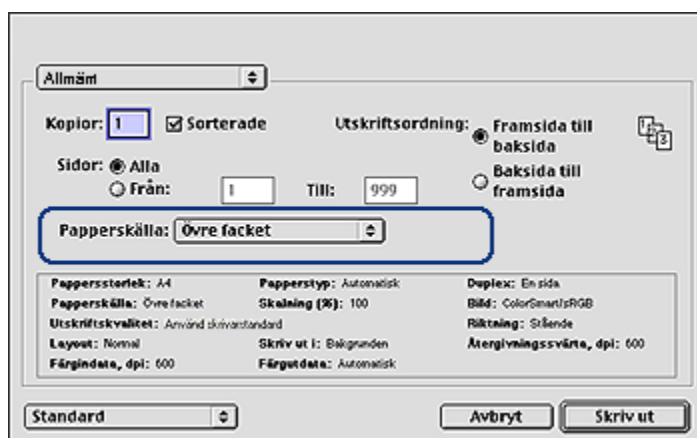 Allmänt
Kopior: 1 Sorterade Utskriftsordning: Framsida till baksida
Sidor: Alla Baksida till framsida
Från: 1 Till: 999
Papperskälla: Övre facket
Pappersstorlek: A4 Papperstyp: Automatisk Duplex: En sida
Papperskälla: Övre facket Skalning (%): 100 Bild: ColorSmart/sRGB
Utskriftskvalitet: Använd skrivarstandard Riktning: Stående
Layout: Normal Skriv ut i: Bakgrunden Återgivningssvärta, dpi: 600
Färgindata, dpi: 600 Färgutdata: Automatisk
Standard Avbryt Skriv ut